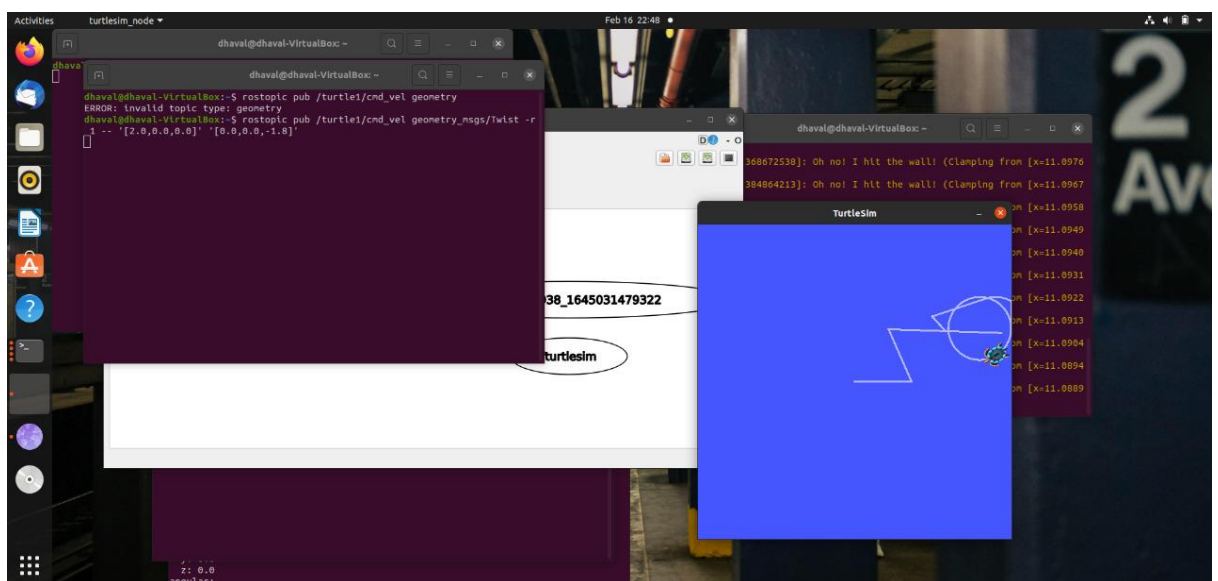 Activities
turtlesim_node
Feb 16 22:48
dhaval@dhaval-VirtualBox: ~
dhava
dhaval@dhaval-VirtualBox: ~
dhaval@dhaval-VirtualBox:~$ rostopic pub /turtle1/cmd_vel geometry
ERROR: invalid topic type: geometry
dhaval@dhaval-VirtualBox:~$ rostopic pub /turtle1/cmd_vel geometry_msgs/Twist -r
1 -- '[2.0,0.0,0.0]' '[0.0,0.0,-1.8]'
D - O
38_1645031479322
turtlesim
dhaval@dhaval-VirtualBox: ~
368672538]: Oh no! I hit the wall! (Clamping from [x=11.0976
384864213]: Oh no! I hit the wall! (Clamping from [x=11.0967
om [x=11.0958
om [x=11.0949
om [x=11.0940
om [x=11.0931
om [x=11.0922
om [x=11.0913
om [x=11.0904
om [x=11.0894
om [x=11.0889
TurtleSim
2
Av
z: 0.0